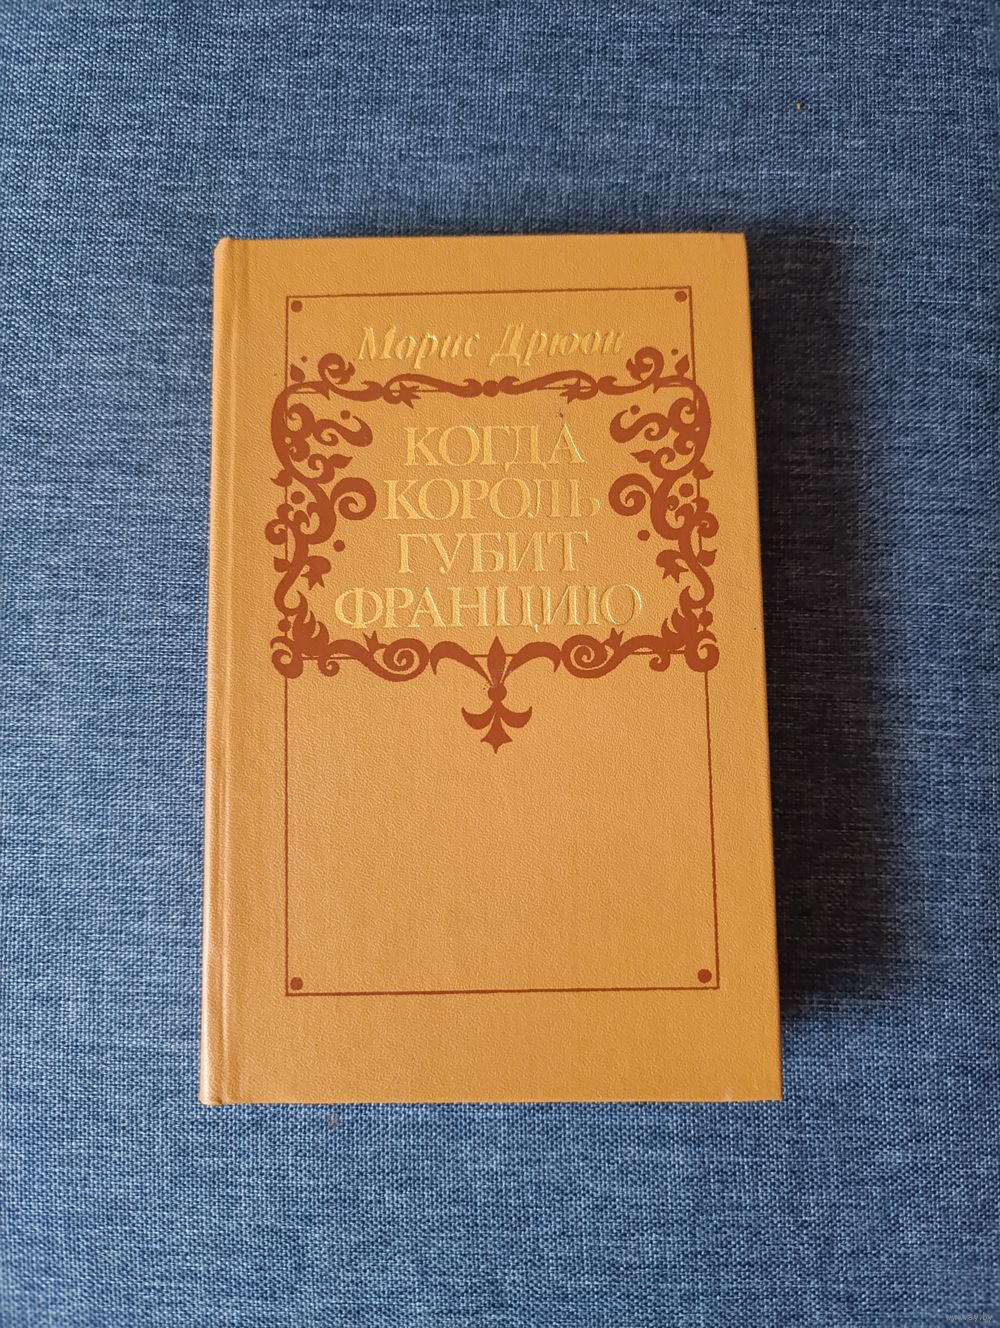 Морис Дрюон
КОГДА
КОРОЛЬ
ГУБИТ
ФРАНЦИЮ